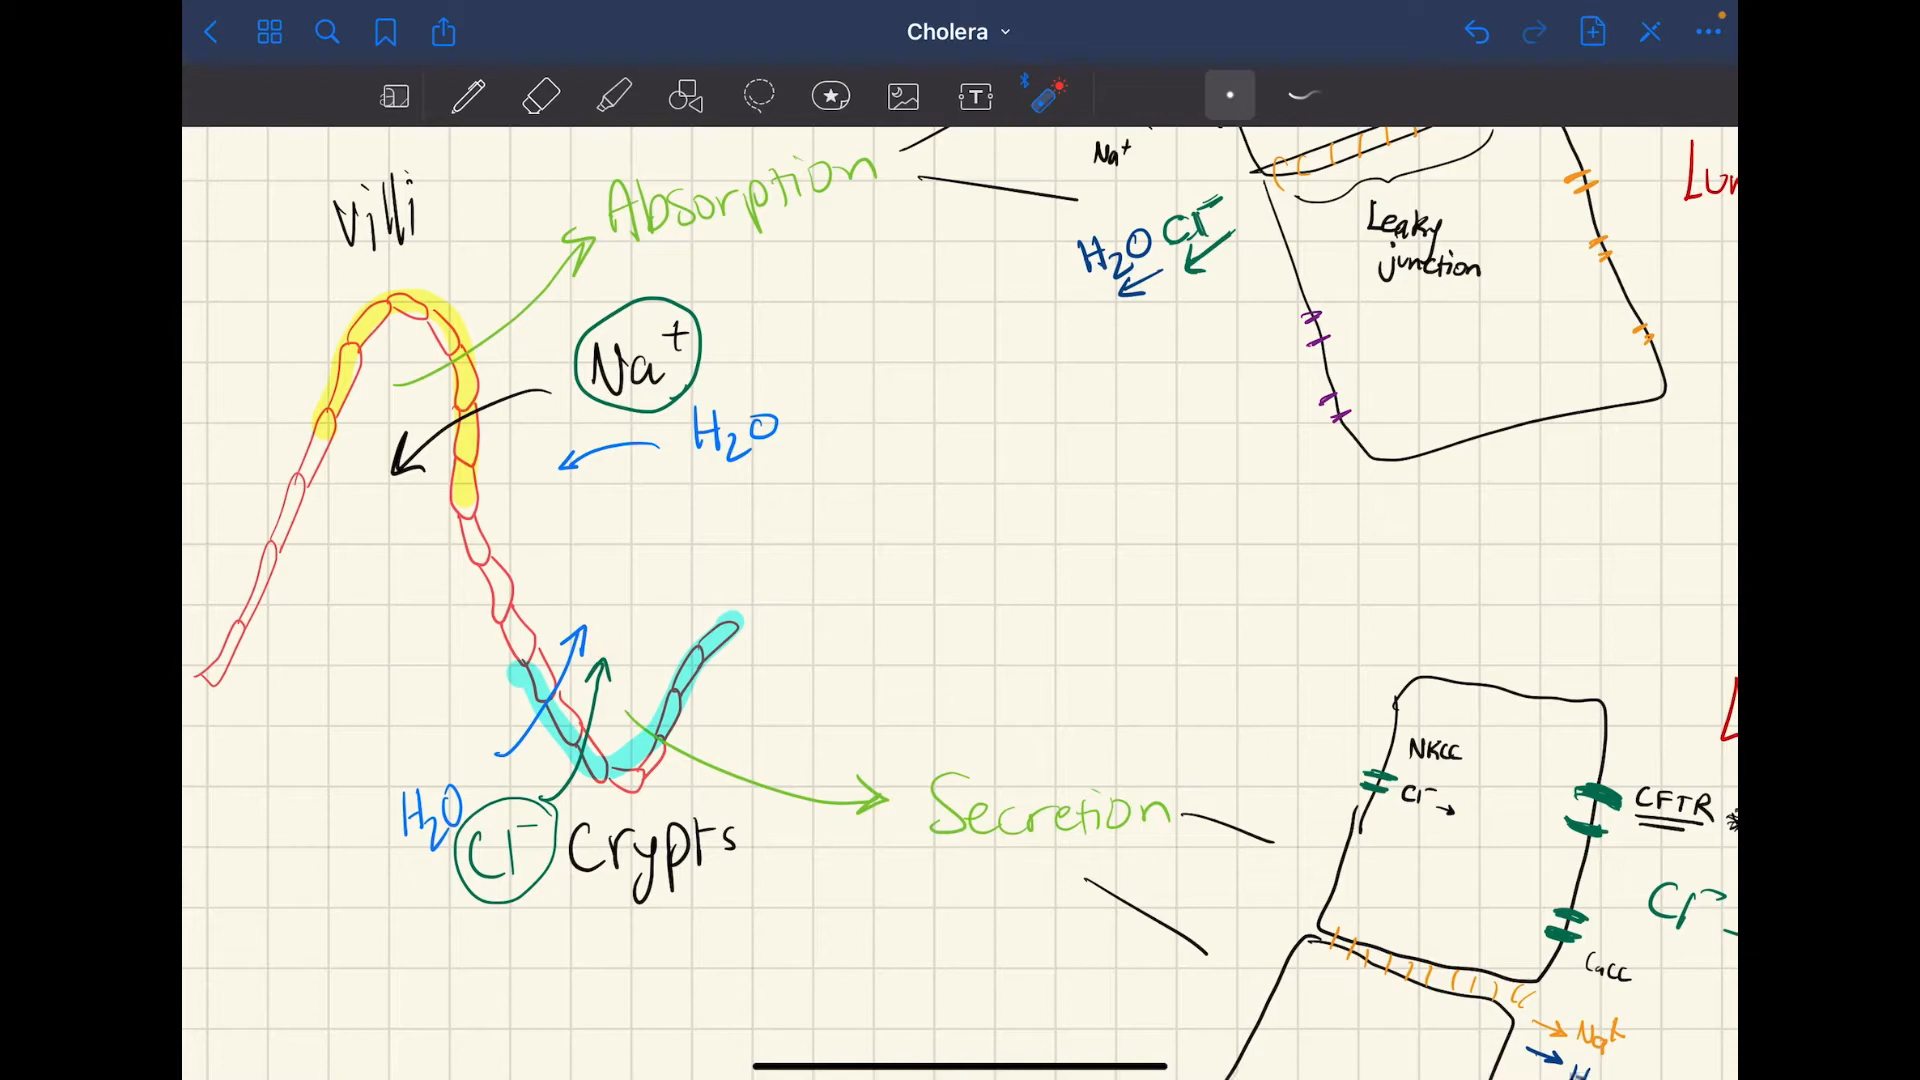 Cholera
Villi
Absorption
Na+
H2O
H2O
Cl-
Crypts
Secretion
Na+
H2O Cl-
Leaky
junction
NKCC
Cl-
CFTR
Cl-
CaCC
Na+